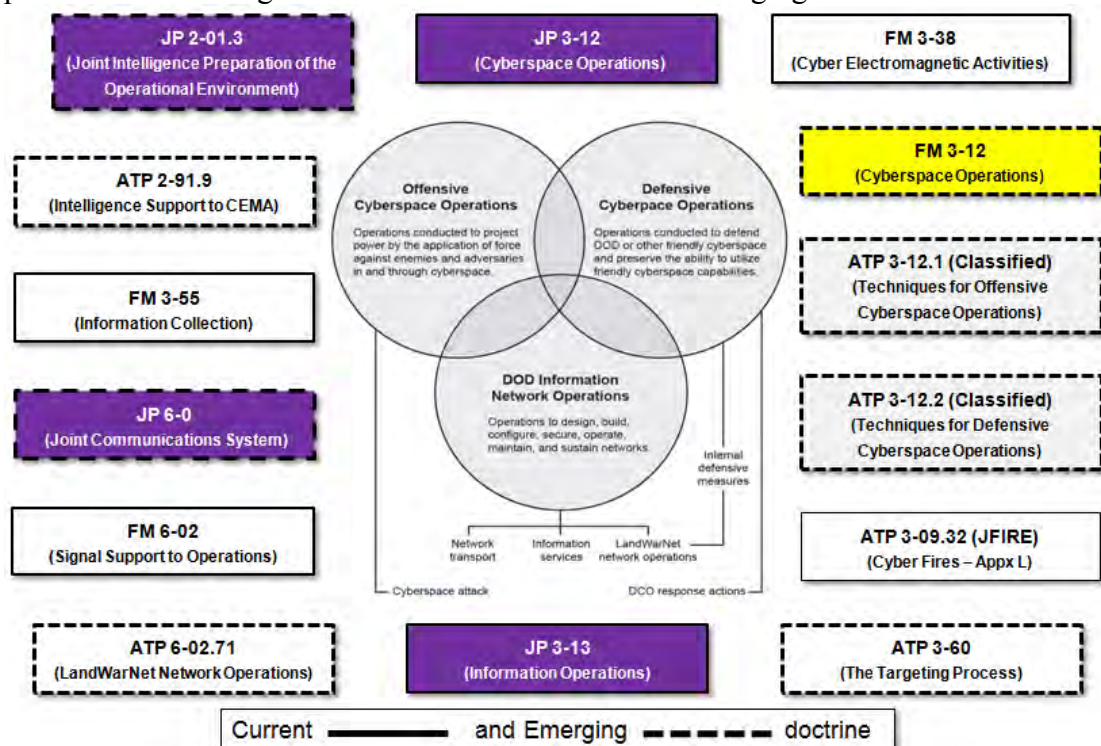 JP 2-01.3
(Joint Intelligence Preparation of the
Operational Environment)
JP 3-12
(Cyberspace Operations)
FM 3-38
(Cyber Electromagnetic Activities)
ATP 2-91.9
(Intelligence Support to CEMA)
FM 3-55
(Information Collection)
JP 6-0
(Joint Communications System)
FM 6-02
(Signal Support to Operations)
ATP 6-02.71
(LandWarNet Network Operations)
Offensive
Cyberspace Operations
Operations conducted to project
power by the application of force
against enemies and adversaries
in and through cyberspace.
Defensive
Cyberpace Operations
Operations conducted to defend
DOD or other friendly cyberspace
and preserve the ability to utilize
friendly cyberspace capabilities.
DOD Information
Network Operations
Operations to design, build,
configure, secure, operate,
maintain, and sustain networks.
Internal
defensive
measures
Network
transport
Information
services
LandWarNet
network operations
Cyberspace attack
DCO response actions
FM 3-12
(Cyberspace Operations)
ATP 3-12.1 (Classified)
(Techniques for Offensive
Cyberspace Operations)
ATP 3-12.2 (Classified)
(Techniques for Defensive
Cyberspace Operations)
ATP 3-09.32 (JFIRE)
(Cyber Fires – Appx L)
JP 3-13
(Information Operations)
ATP 3-60
(The Targeting Process)
Current and Emerging doctrine